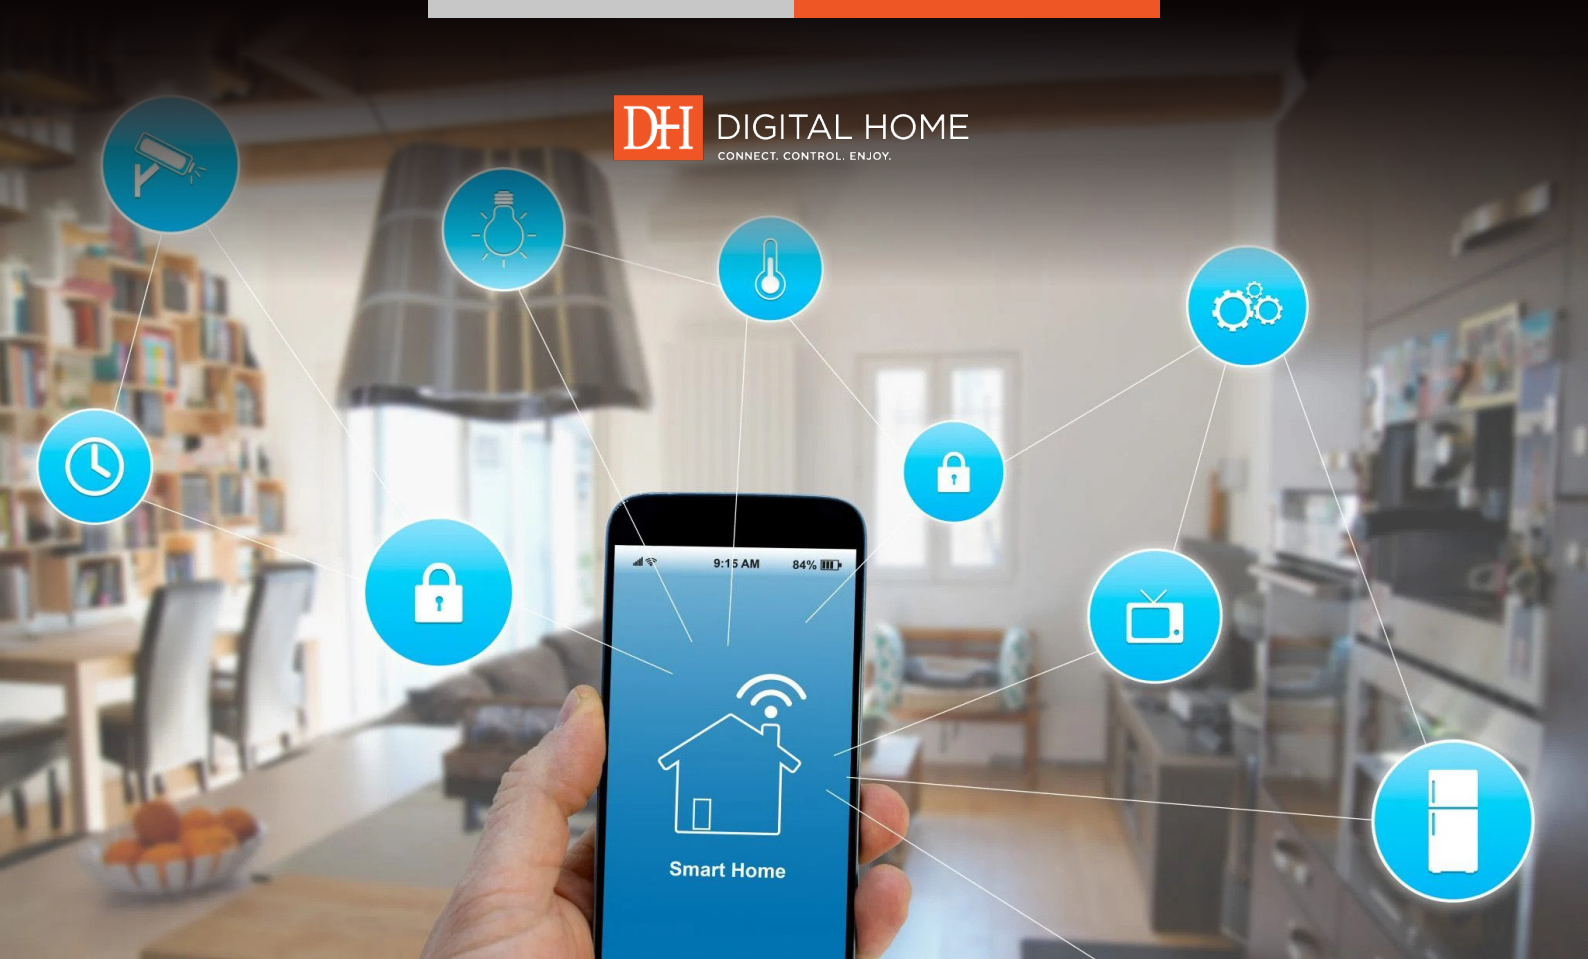 DH DIGITAL HOME
CONNECT. CONTROL. ENJOY.
9:15 AM 84%
Smart Home